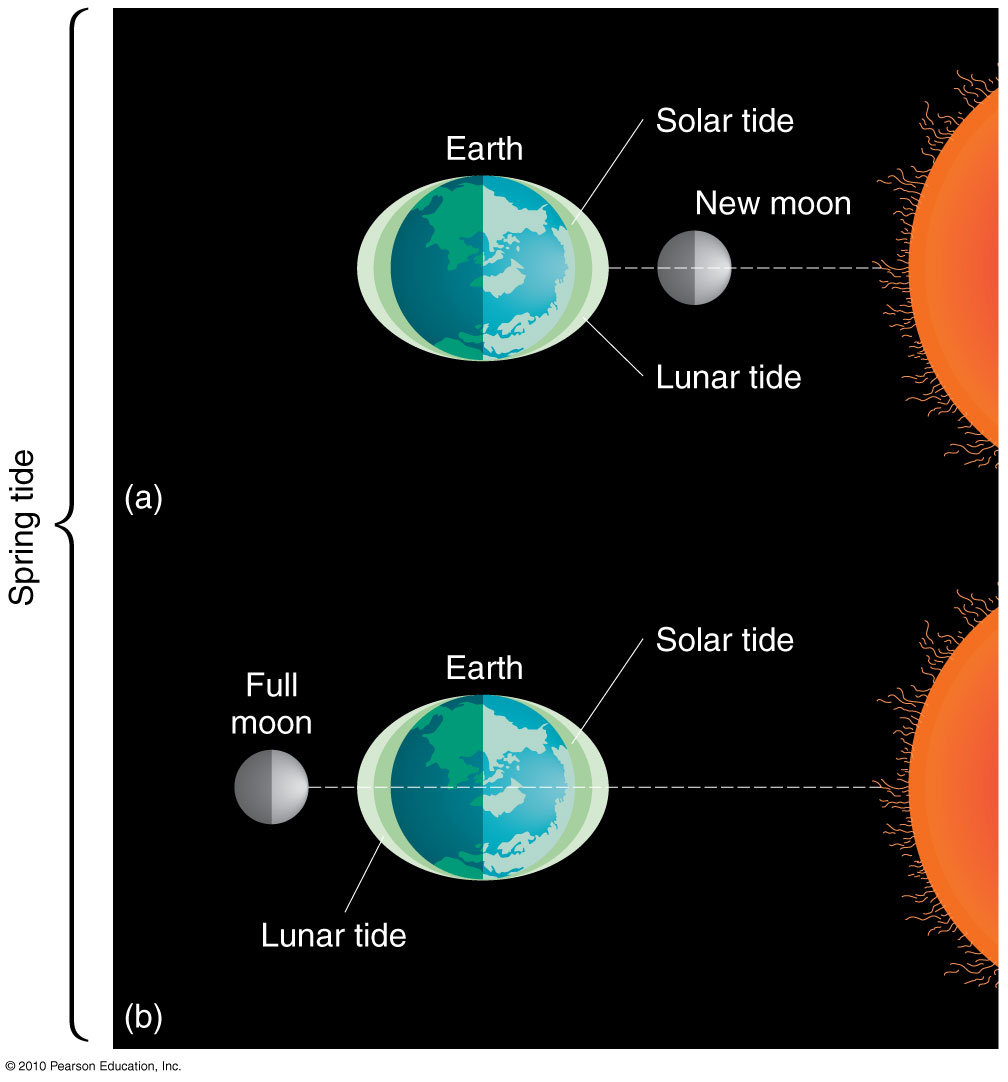 Spring tide
Solar tide
Earth
New moon
Lunar tide
(a)
Solar tide
Earth
Full
moon
Lunar tide
(b)
© 2010 Pearson Education, Inc.